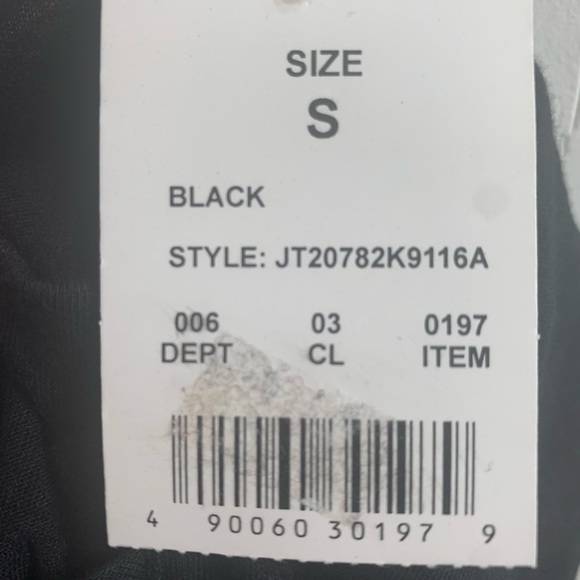 SIZE
S
BLACK
STYLE: JT20782K9116A
006 03 0197
DEPT CL ITEM
4 90060 30197 9